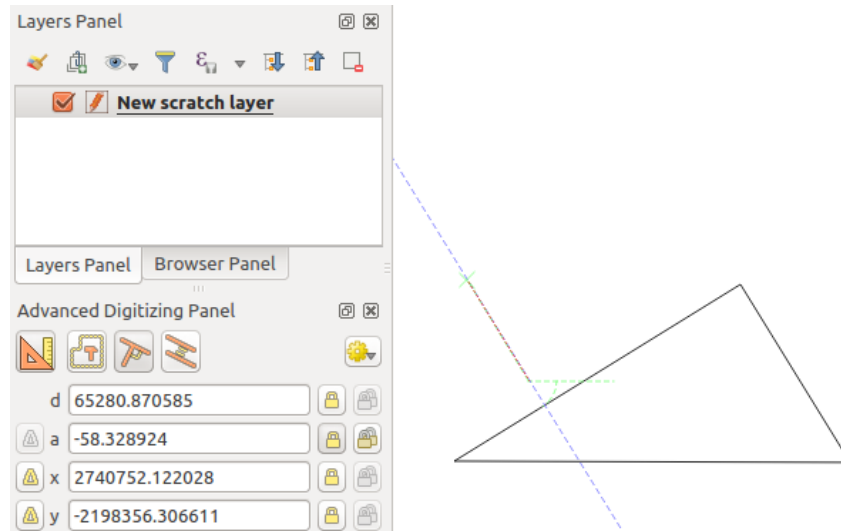 Layers Panel
New scratch layer
Layers Panel Browser Panel
Advanced Digitizing Panel
d 65280.870585
a -58.328924
x 2740752.122028
y -2198356.306611